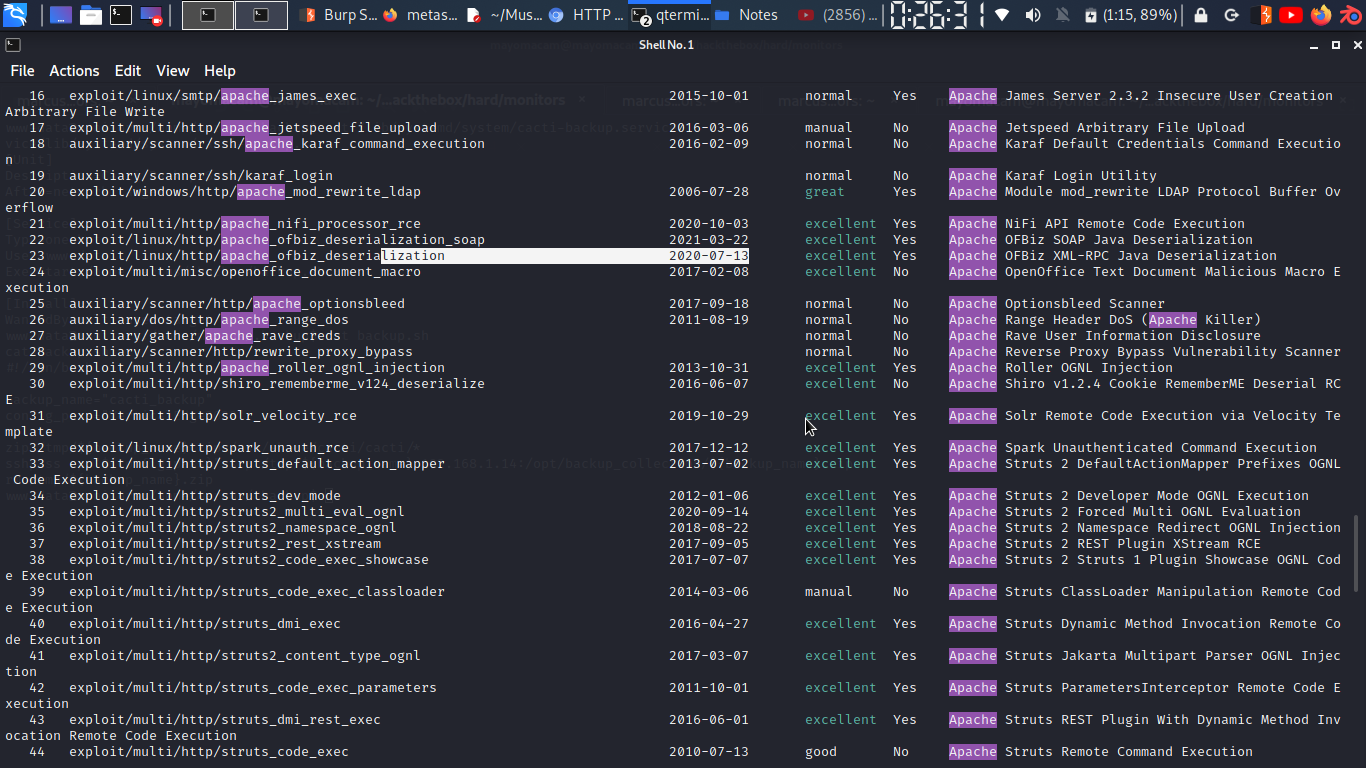 Burp S...
metas...
~/Mus...
HTTP ...
2
qtermi...
Notes
(2856) ...
0:26:31
(1:15, 89%)
Shell No. 1
File Actions Edit View Help
16 exploit/linux/smtp/apache_james_exec 2015-10-01 normal Yes Apache James Server 2.3.2 Insecure User Creation
Arbitrary File Write
17 exploit/multi/http/apache_jetspeed_file_upload 2016-03-06 manual No Apache Jetspeed Arbitrary File Upload
18 auxiliary/scanner/ssh/apache_karaf_command_execution 2016-02-09 normal No Apache Karaf Default Credentials Command Executio
n
19 auxiliary/scanner/ssh/karaf_login normal No Apache Karaf Login Utility
20 exploit/windows/http/apache_mod_rewrite_ldap 2006-07-28 great Yes Apache Module mod_rewrite LDAP Protocol Buffer Ov
erflow
21 exploit/multi/http/apache_nifi_processor_rce 2020-10-03 excellent Yes Apache NiFi API Remote Code Execution
22 exploit/linux/http/apache_ofbiz_deserialization_soap 2021-03-22 excellent Yes Apache OFBiz SOAP Java Deserialization
23 exploit/linux/http/apache_ofbiz_deserialization 2020-07-13 excellent Yes Apache OFBiz XML-RPC Java Deserialization
24 exploit/multi/misc/openoffice_document_macro 2017-02-08 excellent No Apache OpenOffice Text Document Malicious Macro E
xecution
25 auxiliary/scanner/http/apache_optionsbleed 2017-09-18 normal No Apache Optionsbleed Scanner
26 auxiliary/dos/http/apache_range_dos 2011-08-19 normal No Apache Range Header DoS (Apache Killer)
27 auxiliary/gather/apache_rave_creds normal No Apache Rave User Information Disclosure
28 auxiliary/scanner/http/rewrite_proxy_bypass normal No Apache Reverse Proxy Bypass Vulnerability Scanner
29 exploit/multi/http/apache_roller_ognl_injection 2013-10-31 excellent Yes Apache Roller OGNL Injection
30 exploit/multi/http/shiro_rememberme_v124_deserialize 2016-06-07 excellent No Apache Shiro v1.2.4 Cookie RememberME Deserial RC
E
31 exploit/multi/http/solr_velocity_rce 2019-10-29 excellent Yes Apache Solr Remote Code Execution via Velocity Te
mplate
32 exploit/linux/http/spark_unauth_rce 2017-12-12 excellent Yes Apache Spark Unauthenticated Command Execution
33 exploit/multi/http/struts_default_action_mapper 2013-07-02 excellent Yes Apache Struts 2 DefaultActionMapper Prefixes OGNL
Code Execution
34 exploit/multi/http/struts_dev_mode 2012-01-06 excellent Yes Apache Struts 2 Developer Mode OGNL Execution
35 exploit/multi/http/struts2_multi_eval_ognl 2020-09-14 excellent Yes Apache Struts 2 Forced Multi OGNL Evaluation
36 exploit/multi/http/struts2_namespace_ognl 2018-08-22 excellent Yes Apache Struts 2 Namespace Redirect OGNL Injection
37 exploit/multi/http/struts2_rest_xstream 2017-09-05 excellent Yes Apache Struts 2 REST Plugin XStream RCE
38 exploit/multi/http/struts2_code_exec_showcase 2017-07-07 excellent Yes Apache Struts 2 Struts 1 Plugin Showcase OGNL Cod
e Execution
39 exploit/multi/http/struts_code_exec_classloader 2014-03-06 manual No Apache Struts ClassLoader Manipulation Remote Cod
e Execution
40 exploit/multi/http/struts_dmi_exec 2016-04-27 excellent Yes Apache Struts Dynamic Method Invocation Remote Co
de Execution
41 exploit/multi/http/struts2_content_type_ognl 2017-03-07 excellent Yes Apache Struts Jakarta Multipart Parser OGNL Injec
tion
42 exploit/multi/http/struts_code_exec_parameters 2011-10-01 excellent Yes Apache Struts ParametersInterceptor Remote Code E
xecution
43 exploit/multi/http/struts_dmi_rest_exec 2016-06-01 excellent Yes Apache Struts REST Plugin With Dynamic Method Inv
ocation Remote Code Execution
44 exploit/multi/http/struts_code_exec 2010-07-13 good No Apache Struts Remote Command Execution